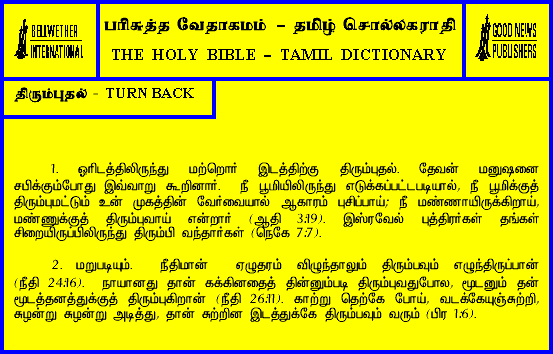 BELLWETHER
INTERNATIONAL
பரிசுத்த வேதாகமம் - தமிழ் சொல்லகராதி
THE HOLY BIBLE - TAMIL DICTIONARY
GOOD NEWS
PUBLISHERS
திரும்புதல் - TURN BACK
1. ஓரிடத்திலிருந்து மற்றொர் இடத்திற்கு திரும்புதல். தேவன் மனுஷனை
சபிக்கும்போது இவ்வாறு கூறினார். நீ பூமியிலிருந்து எடுக்கப்பட்டபடியால், நீ பூமிக்குத்
திரும்புமட்டும் உன் முகத்தின் வேர்வையால் ஆகாரம் புசிப்பாய்; நீ மண்ணாயிருக்கிறாய்,
மண்ணுக்குத் திரும்புவாய் என்றார் (ஆதி 3:19). இஸ்ரவேல் புத்திரர்கள் தங்கள்
சிறையிருப்பிலிருந்து திரும்பி வந்தார்கள் (நெகே 7:7).
2. மறுபடியும். நீதிமான் ஏழுதரம் விழுந்தாலும் திரும்பவும் எழுந்திருப்பான்
(நீதி 24:16). நாயானது தான் கக்கினதைத் தின்னும்படி திரும்புவதுபோல, மூடனும் தன்
மூடத்தனத்துக்குத் திரும்புகிறான் (நீதி 26:11). காற்று தெற்கே போய், வடக்கேயுஞ்சுற்றி,
சுழன்று சுழன்று அடித்து, தான் சுற்றின இடத்துக்கே திரும்பவும் வரும் (பிர 1:6).